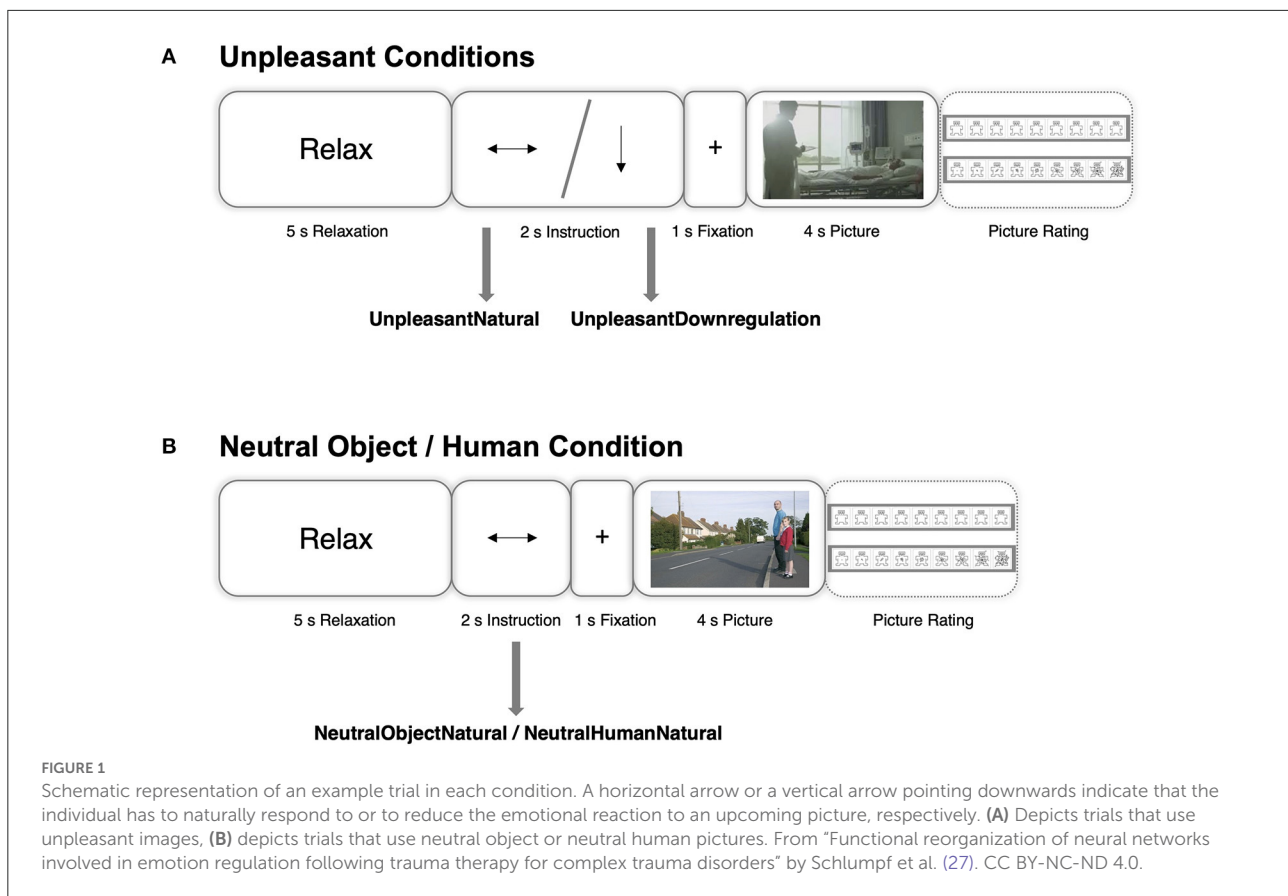 A Unpleasant Conditions
Relax
+
5 s Relaxation 2 s Instruction 1 s Fixation 4 s Picture Picture Rating
UnpleasantNatural UnpleasantDownregulation
B Neutral Object / Human Condition
Relax
+
5 s Relaxation 2 s Instruction 1 s Fixation 4 s Picture Picture Rating
NeutralObjectNatural / NeutralHumanNatural
FIGURE 1
Schematic representation of an example trial in each condition. A horizontal arrow or a vertical arrow pointing downwards indicate that the
individual has to naturally respond to or to reduce the emotional reaction to an upcoming picture, respectively. (A) Depicts trials that use
unpleasant images, (B) depicts trials that use neutral object or neutral human pictures. From “Functional reorganization of neural networks
involved in emotion regulation following trauma therapy for complex trauma disorders” by Schlumpf et al. (27). CC BY-NC-ND 4.0.